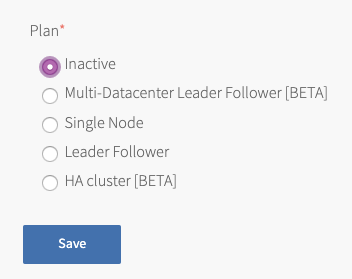 Plan*
Inactive
Multi-Datacenter Leader Follower [BETA]
Single Node
Leader Follower
HA cluster [BETA]
Save